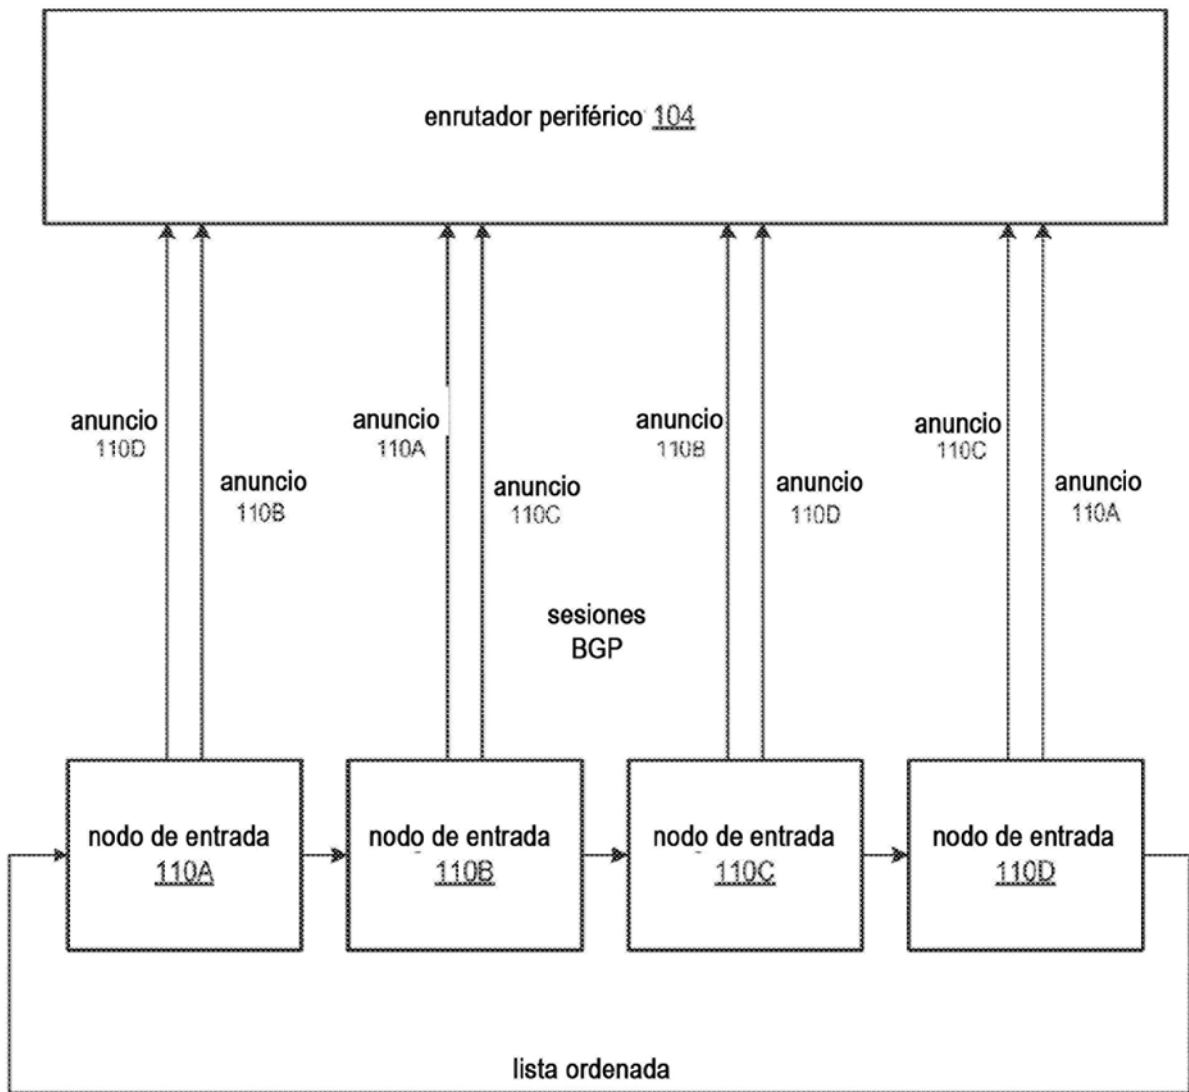 enrutador periférico 104
anuncio
110D
anuncio
110B
anuncio
110A
anuncio
110C
anuncio
110B
anuncio
110D
anuncio
110C
anuncio
110A
sesiones
BGP
nodo de entrada
110A
nodo de entrada
110B
nodo de entrada
110C
nodo de entrada
110D
lista ordenada